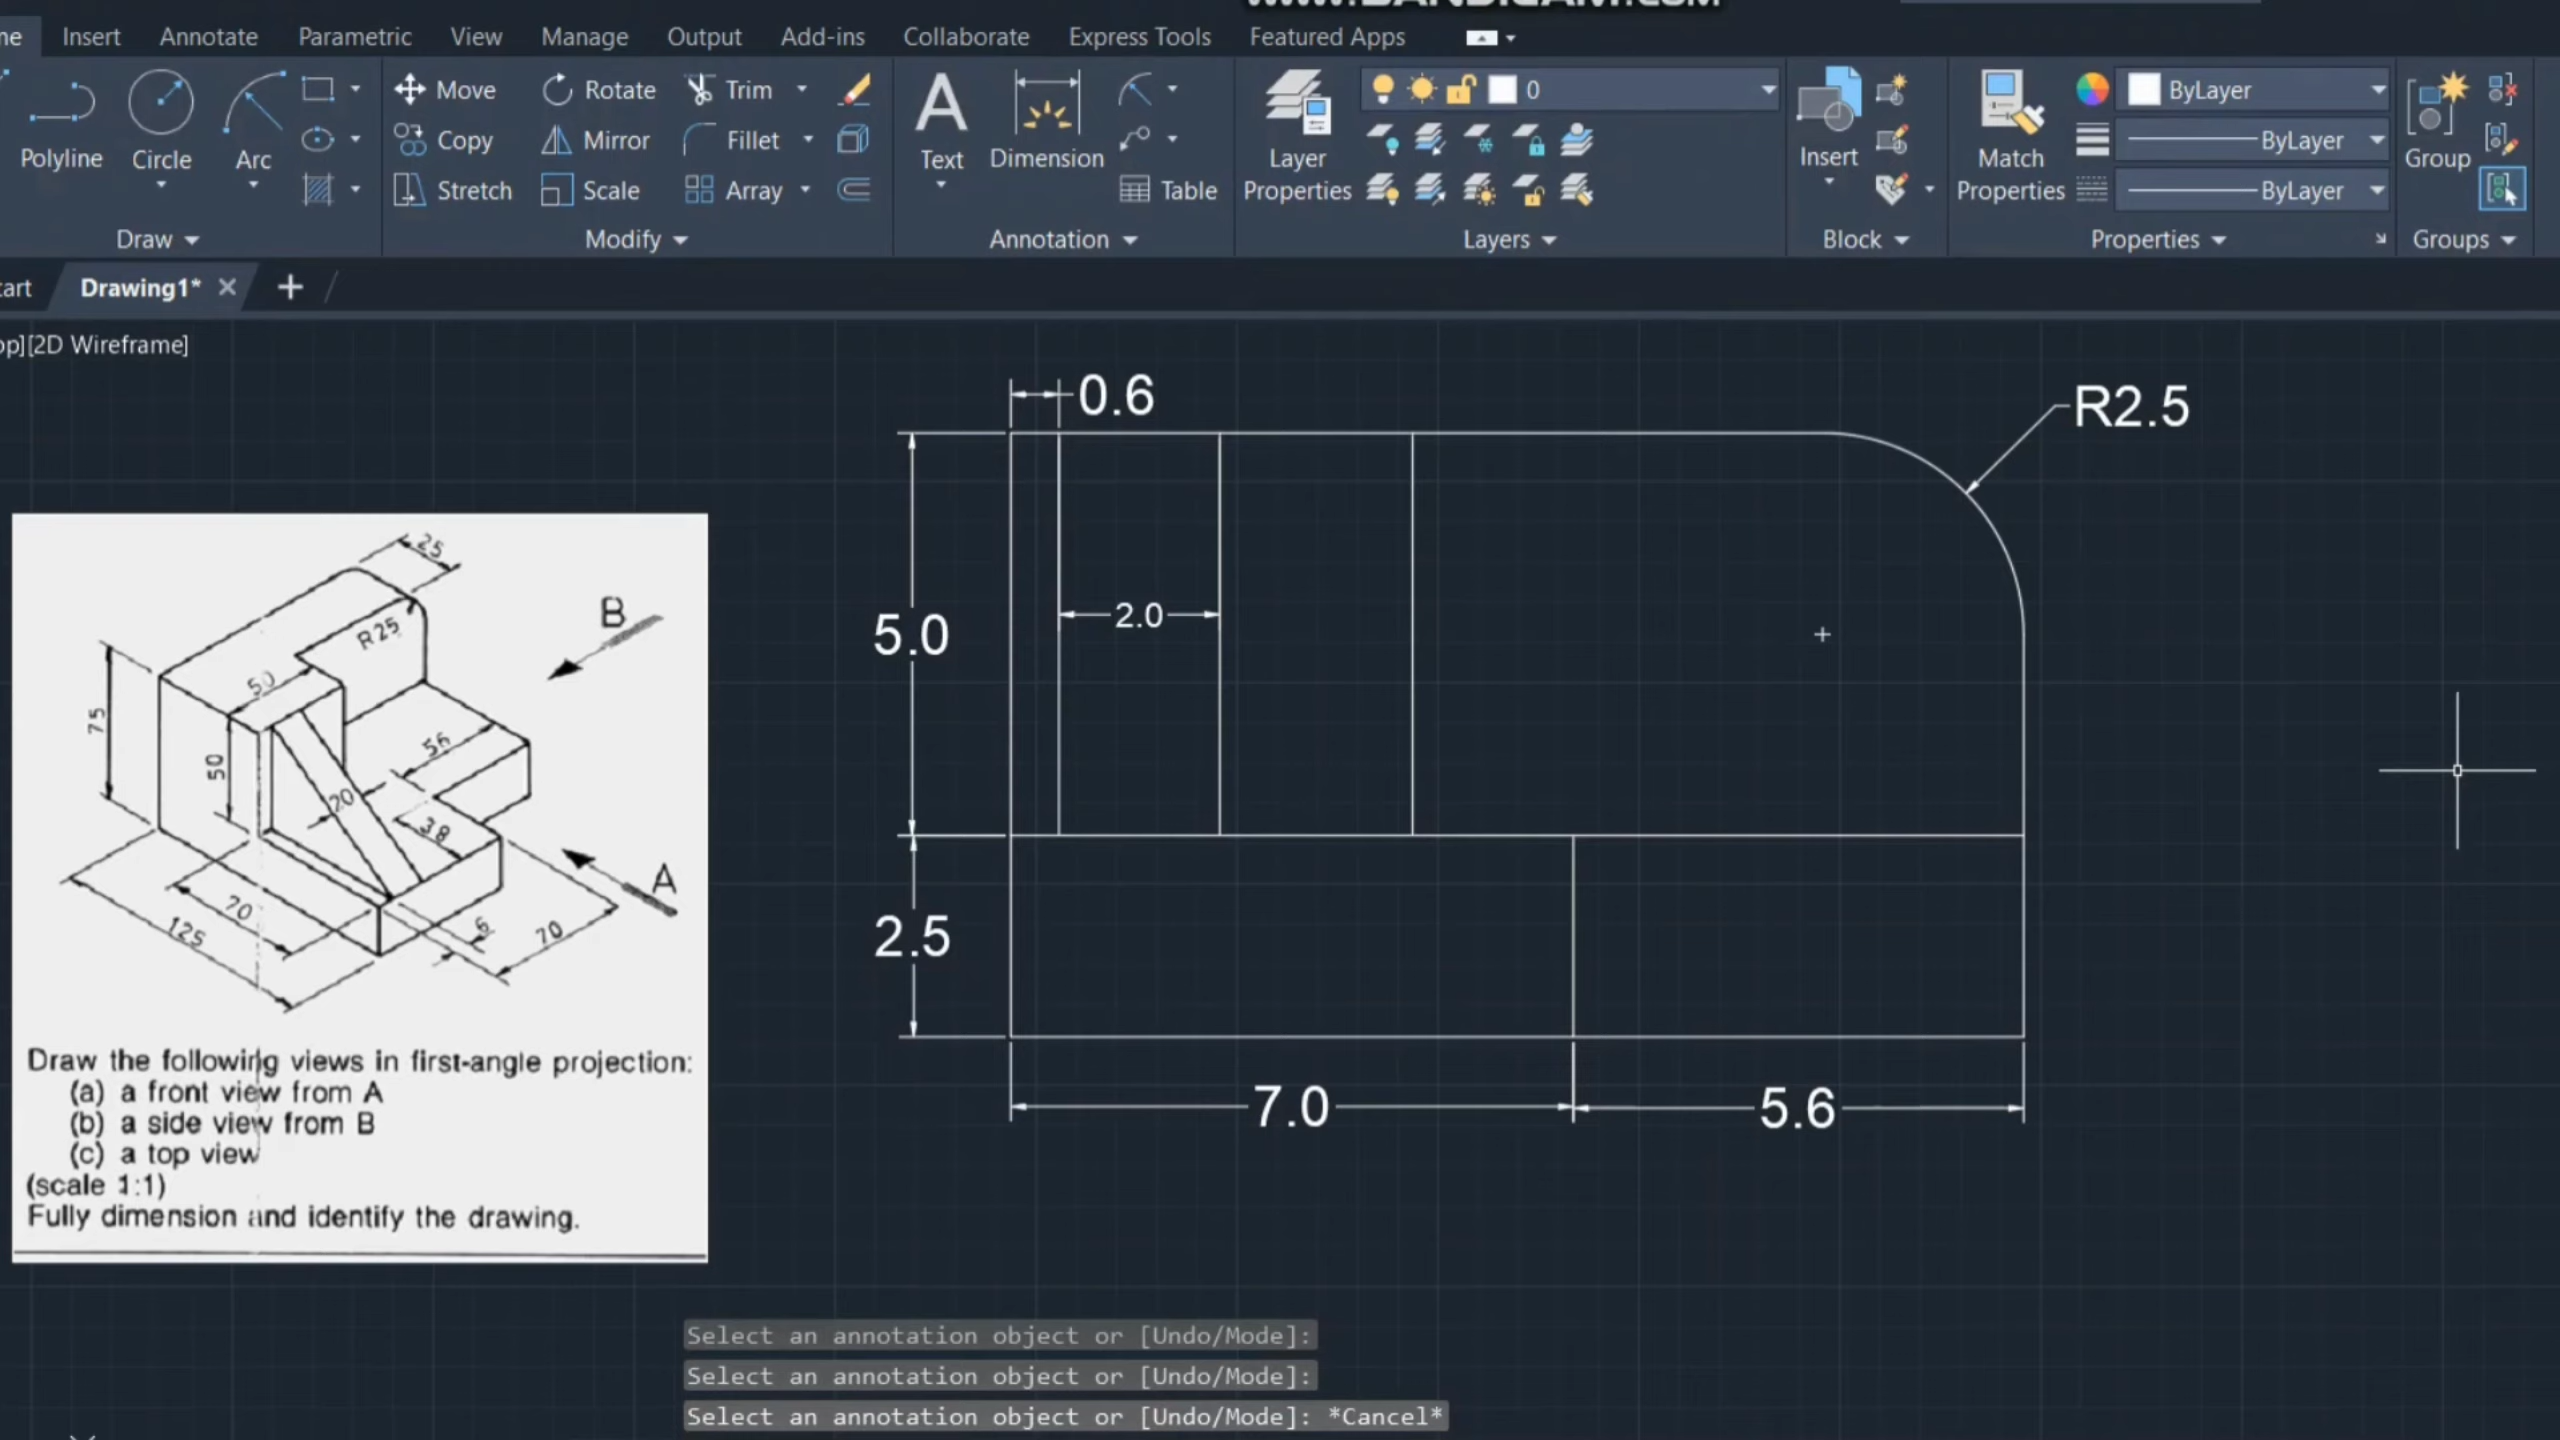 www.BANDICAM.com
me Insert Annotate Parametric View Manage Output Add-ins Collaborate Express Tools Featured Apps
Polyline Circle Arc
Move Rotate Trim
Copy Mirror Fillet
Stretch Scale Array
Text Dimension Table
Layer Properties
0
Insert
Match Properties
ByLayer
ByLayer
ByLayer
Group
Draw Modify Annotation Layers Block Properties Groups
tart Drawing1* +
op][2D Wireframe]
0.6
R2.5
5.0
2.0
2.5
7.0
5.6
25
R25
B
50
75
50
56
20
38
A
70
125
6
70
Draw the following views in first-angle projection:
(a) a front view from A
(b) a side view from B
(c) a top view
(scale 1:1)
Fully dimension and identify the drawing.
Select an annotation object or [Undo/Mode]:
Select an annotation object or [Undo/Mode]:
Select an annotation object or [Undo/Mode]: *Cancel*